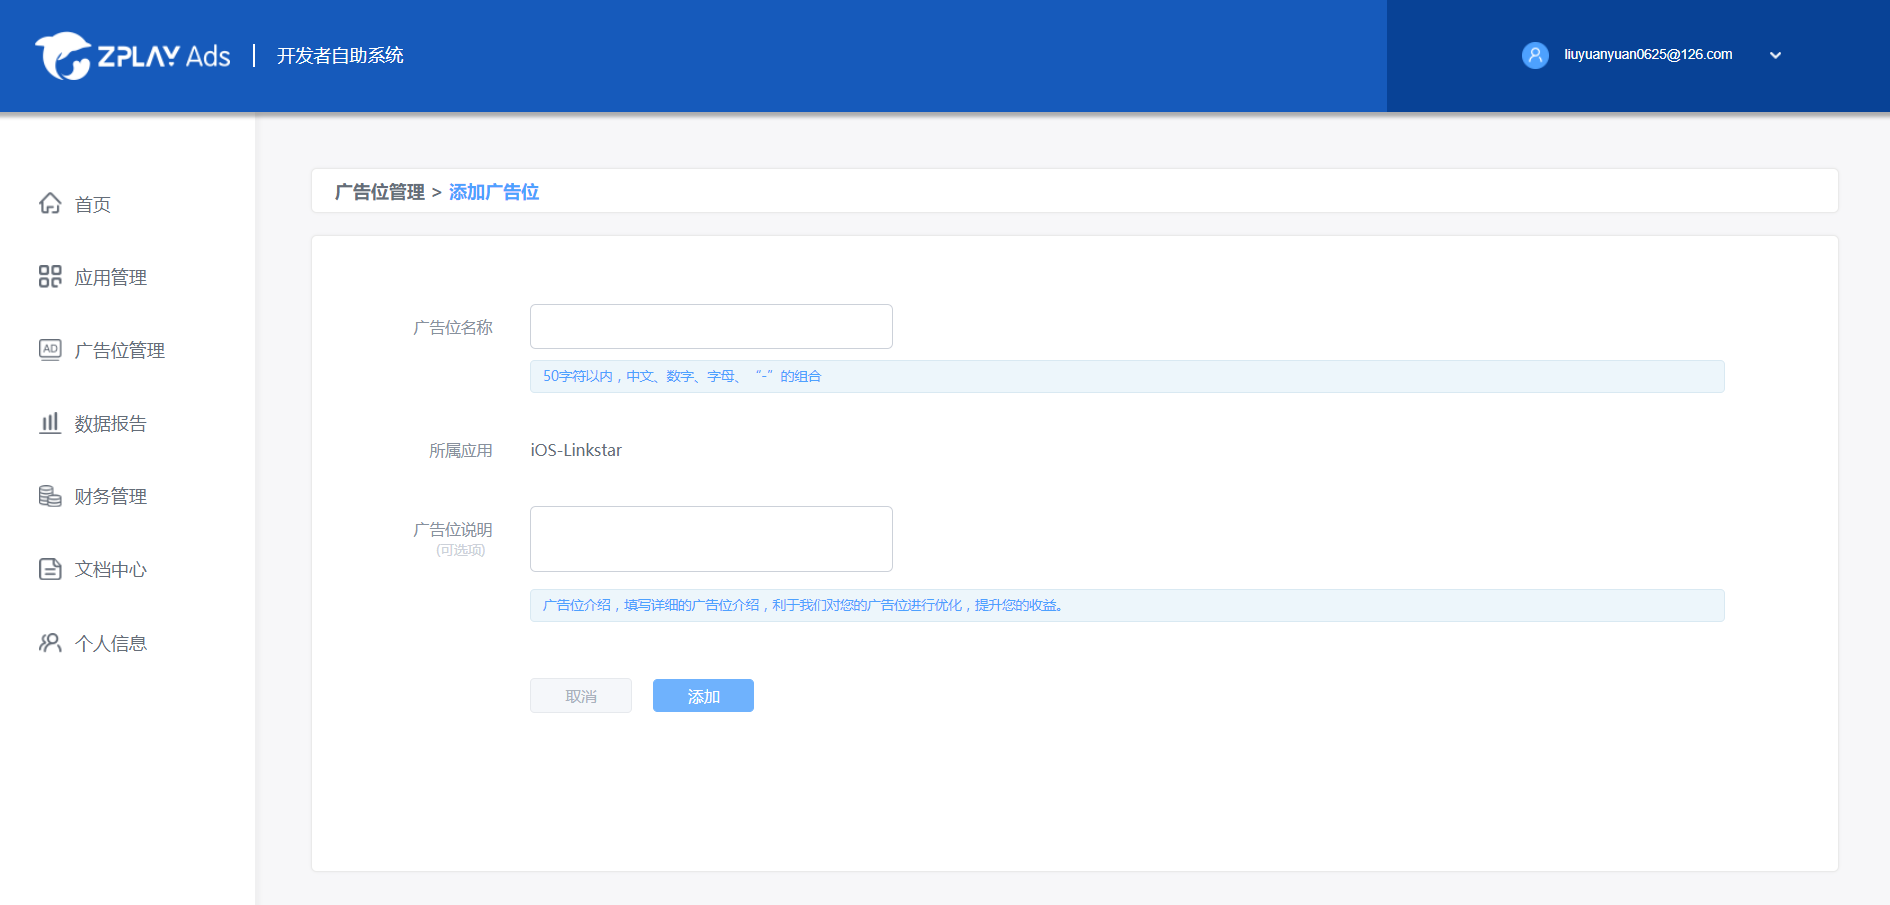 ZPLAY Ads | 开发者自助系统
liuyuanyuan0625@126.com
首页
应用管理
AD 广告位管理
数据报告
财务管理
文档中心
个人信息
广告位管理 > 添加广告位
广告位名称
50字符以内，中文、数字、字母、“-”的组合
所属应用 iOS-Linkstar
广告位说明
(可选项)
广告位介绍，填写详细的广告位介绍，利于我们对您的广告位进行优化，提升您的收益。
取消 添加